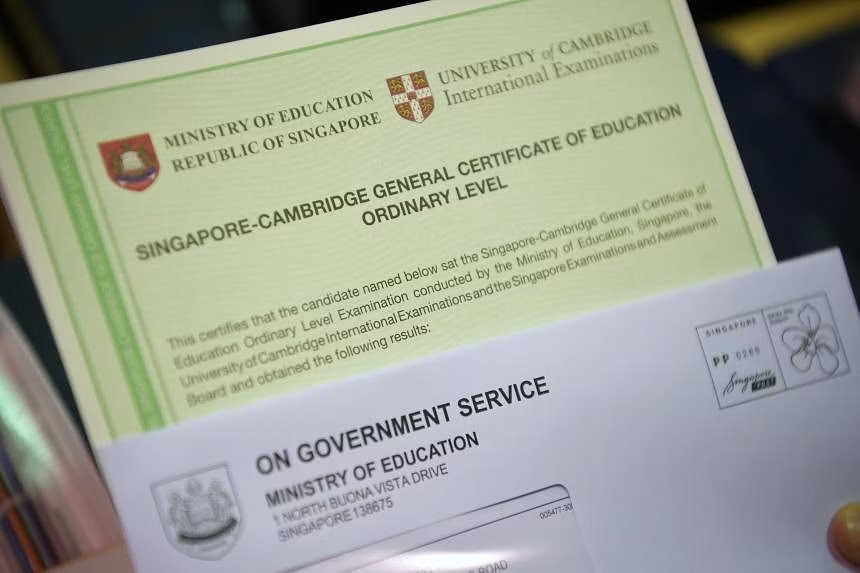 MINISTRY OF EDUCATION
REPUBLIC OF SINGAPORE
UNIVERSITY of CAMBRIDGE
International Examinations
SINGAPORE-CAMBRIDGE GENERAL CERTIFICATE OF EDUCATION
ORDINARY LEVEL
This certifies that the candidate named below sat the Singapore-Cambridge General Certificate of
Education Ordinary Level Examination conducted by the Ministry of Education, Singapore, the
University of Cambridge International Examinations and the Singapore Examinations and Assessment
Board and obtained the following results:
SINGAPORE
PP 0265
Singapore
POST
ON GOVERNMENT SERVICE
MINISTRY OF EDUCATION
1 NORTH BUONA VISTA DRIVE
SINGAPORE 138675
005477-30
ROAD